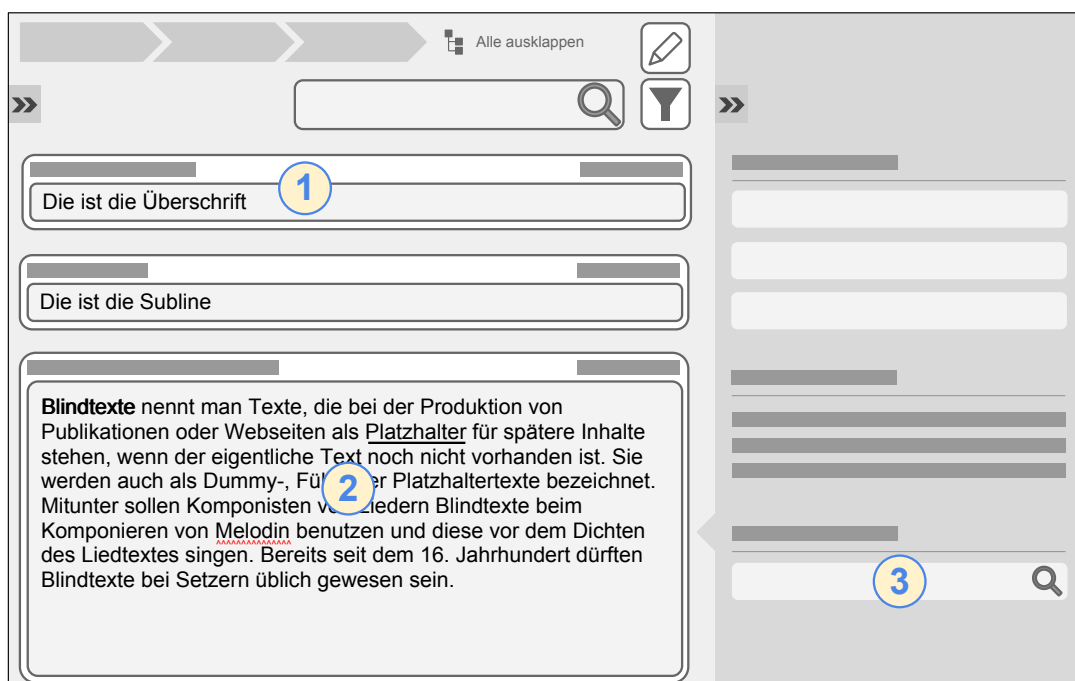 Alle ausklappen
1
Die ist die Überschrift
Die ist die Subline
Blindtexte nennt man Texte, die bei der Produktion von
Publikationen oder Webseiten als Platzhalter für spätere Inhalte
stehen, wenn der eigentliche Text noch nicht vorhanden ist. Sie
werden auch als Dummy-, Platzhaltertexte bezeichnet.
2
Mitunter sollen Komponisten Liedern Blindtexte beim
Komponieren von Melodin benutzen und diese vor dem Dichten
des Liedtextes singen. Bereits seit dem 16. Jahrhundert dürften
Blindtexte bei Setzern üblich gewesen sein.
3